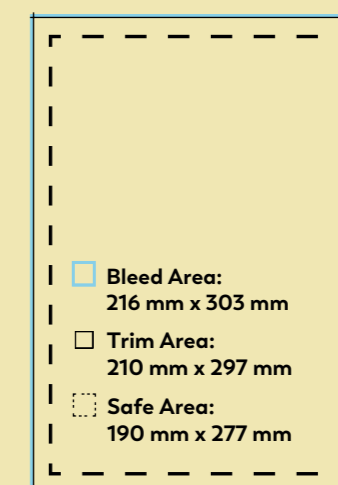 Bleed Area:
216 mm x 303 mm
Trim Area:
210 mm x 297 mm
Safe Area:
190 mm x 277 mm